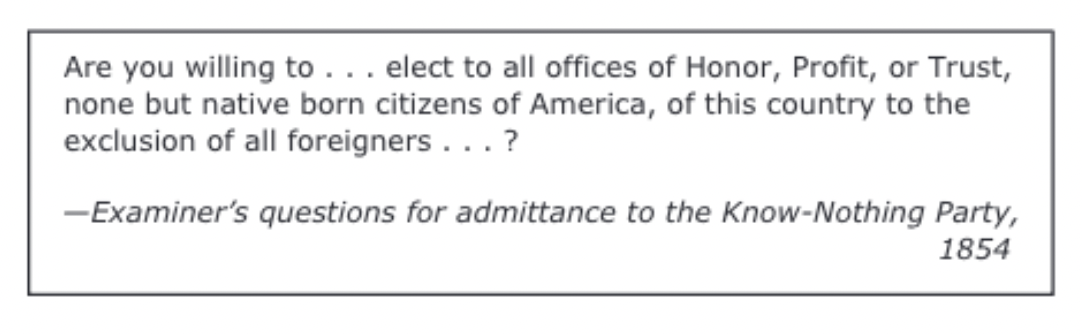 Are you willing to . . . elect to all offices of Honor, Profit, or Trust,
none but native born citizens of America, of this country to the
exclusion of all foreigners . . . ?
—Examiner’s questions for admittance to the Know-Nothing Party,
1854